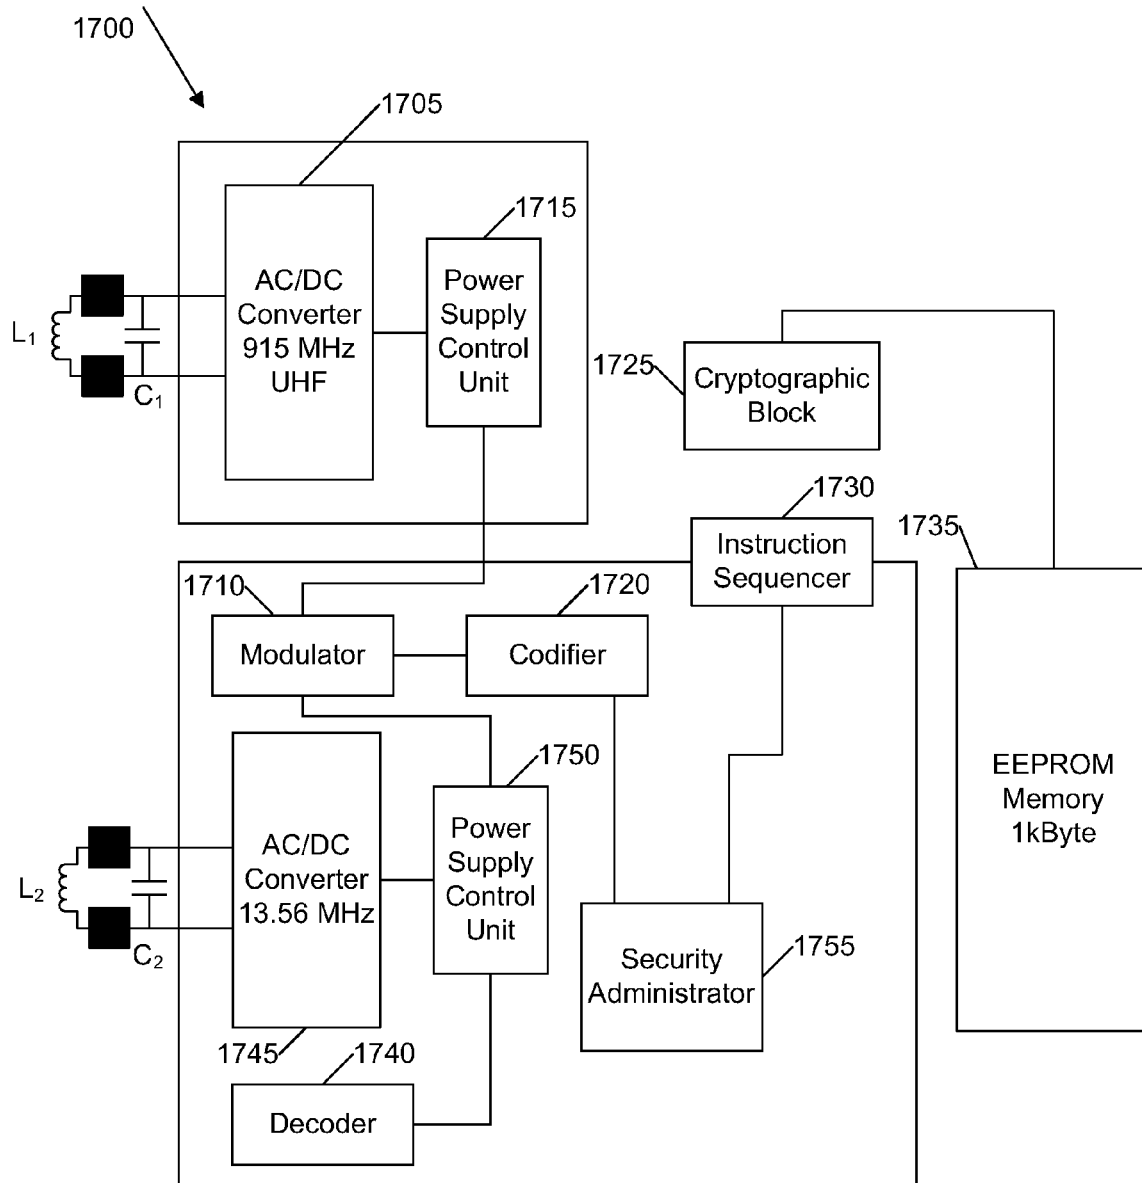 1700
1705
1715
AC/DC
Converter
915 MHz
UHF
Power
Supply
Control
Unit
L1
C1
1725
Cryptographic
Block
1730
Instruction
Sequencer
1735
EEPROM
Memory
1kByte
1710
Modulator
1720
Codifier
1750
AC/DC
Converter
13.56 MHz
Power
Supply
Control
Unit
L2
C2
1755
Security
Administrator
1745
1740
Decoder